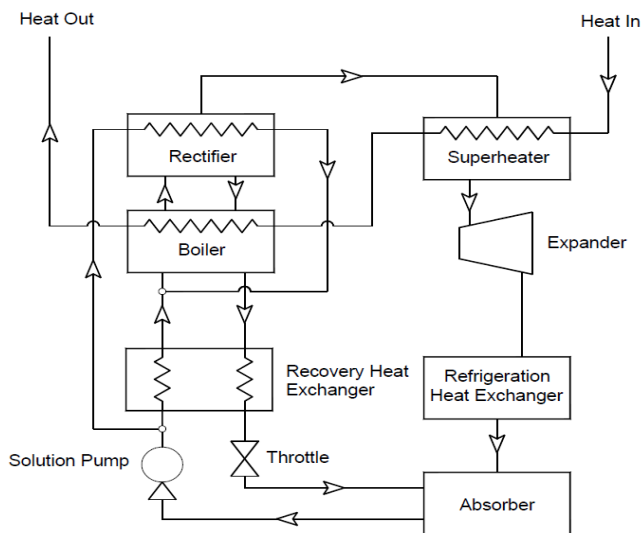 Heat Out
Heat In
Rectifier
Superheater
Boiler
Expander
Recovery Heat
Exchanger
Refrigeration
Heat Exchanger
Solution Pump
Throttle
Absorber